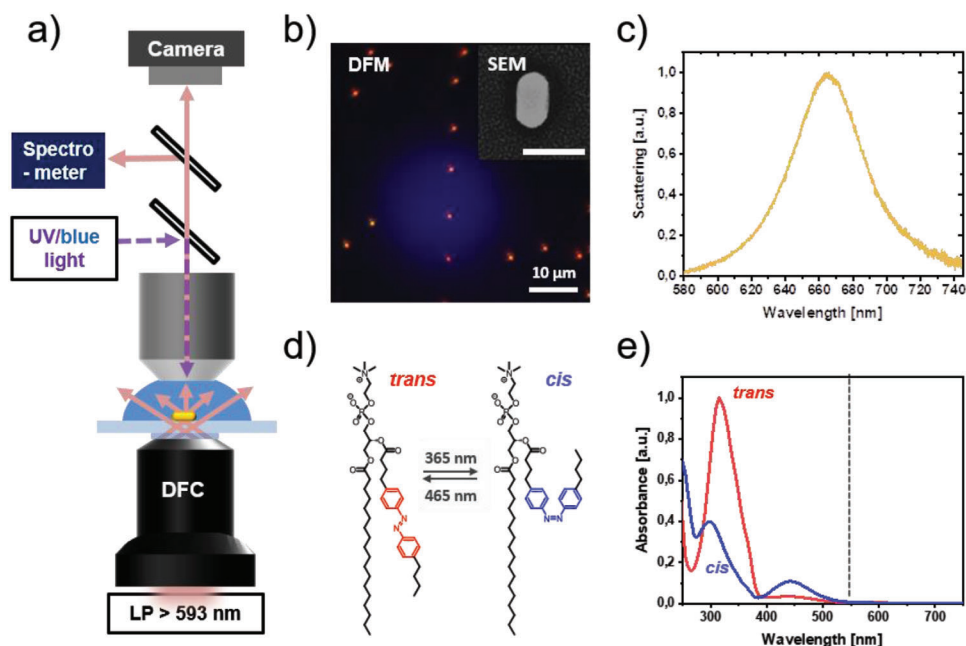 a)
Camera
Spectro
- meter
UV/blue
light
DFC
LP > 593 nm
b)
DFM
SEM
10 µm
c)
Scattering [a.u.]
1,0
0,8
0,6
0,4
0,2
0,0
580 600 620 640 660 680 700 720 740
Wavelength [nm]
d)
trans
cis
365 nm
465 nm
e)
Absorbance [a.u.]
1,0
0,8
0,6
0,4
0,2
0,0
trans
cis
300 400 500 600 700
Wavelength [nm]